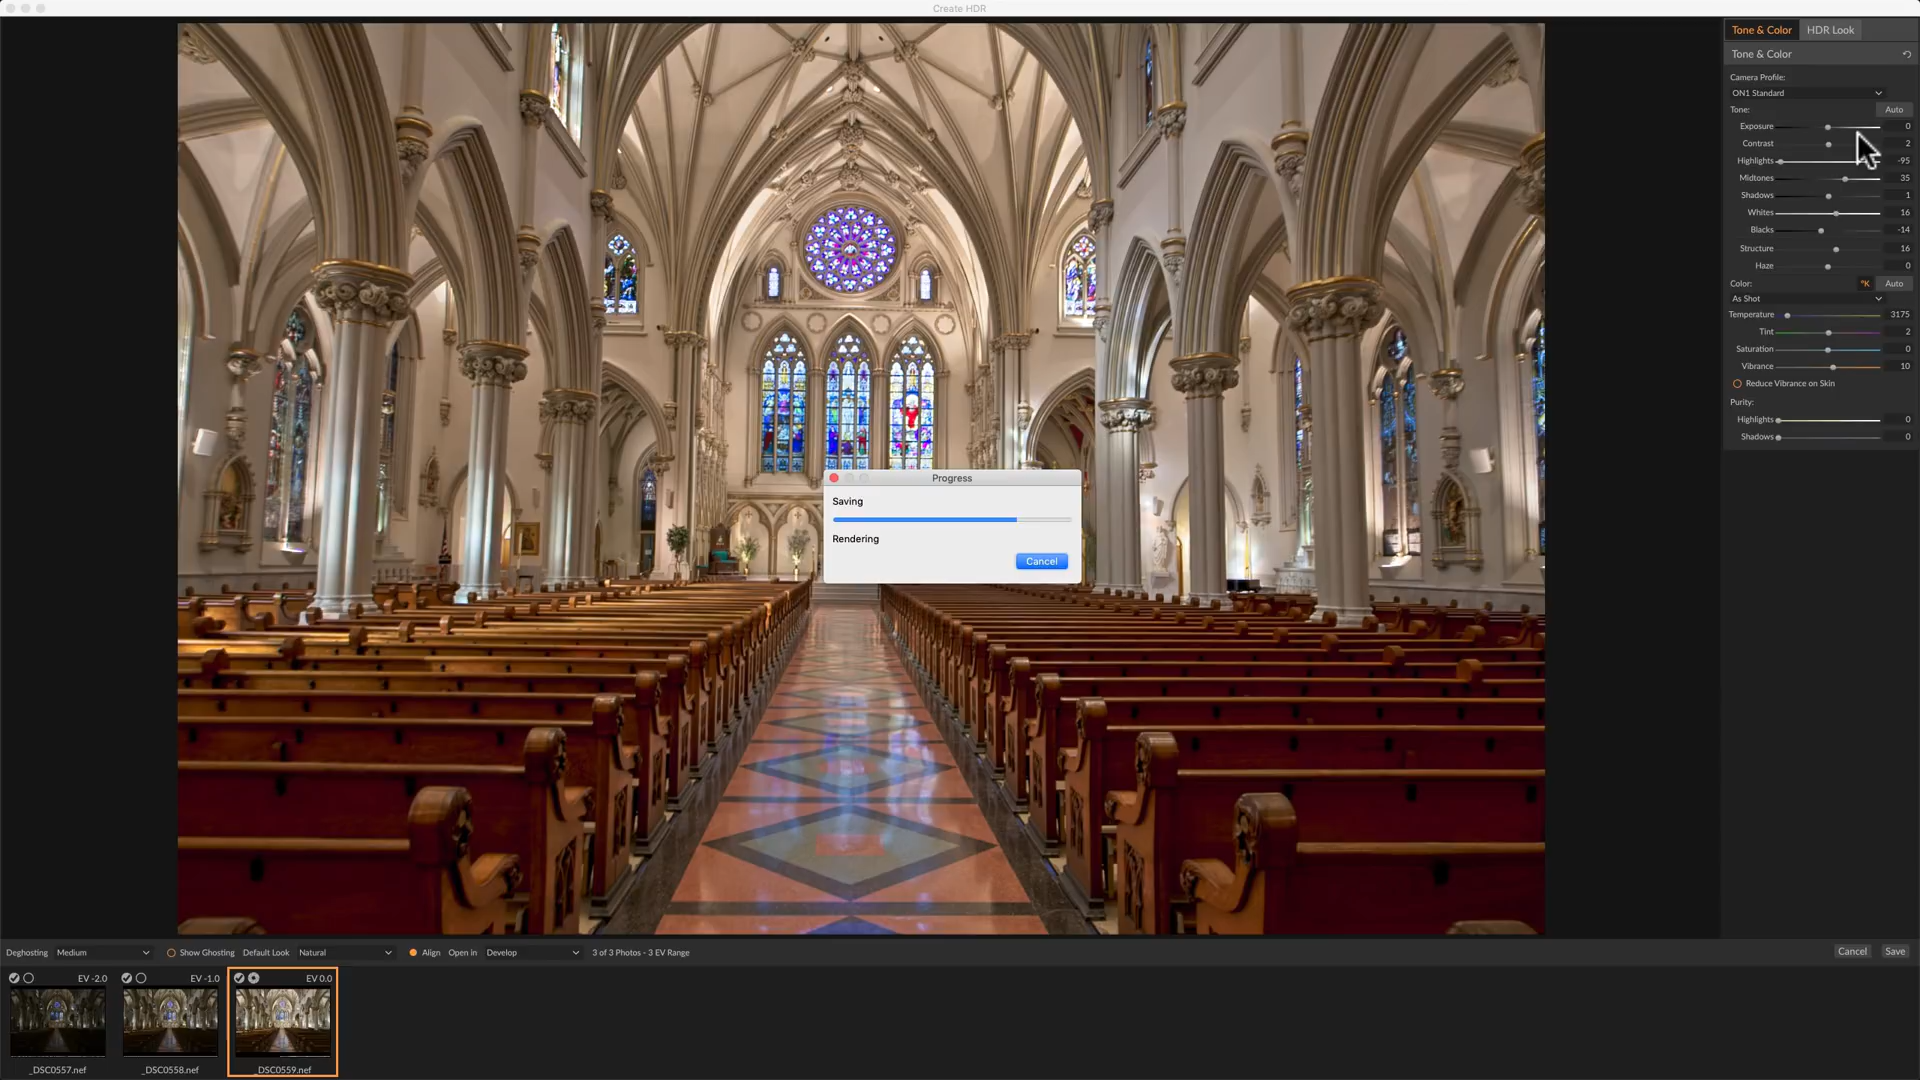 Create HDR
Tone & Color HDR Look
Tone & Color
Camera Profile:
ON1 Standard
Tone: Auto
Exposure 0
Contrast 2
Highlights -95
Midtones 35
Shadows 1
Whites 16
Blacks -14
Structure 16
Haze 0
Color: °K Auto
As Shot
Temperature 3175
Tint 2
Saturation 0
Vibrance 10
Reduce Vibrance on Skin
Purity:
Highlights 0
Shadows 0
Progress
Saving
Rendering
Cancel
Deghosting Medium Show Ghosting Default Look Natural Align Open in Develop 3 of 3 Photos - 3 EV Range Cancel Save
EV -2.0 EV -1.0 EV 0.0
_DSC0557.nef _DSC0558.nef _DSC0559.nef